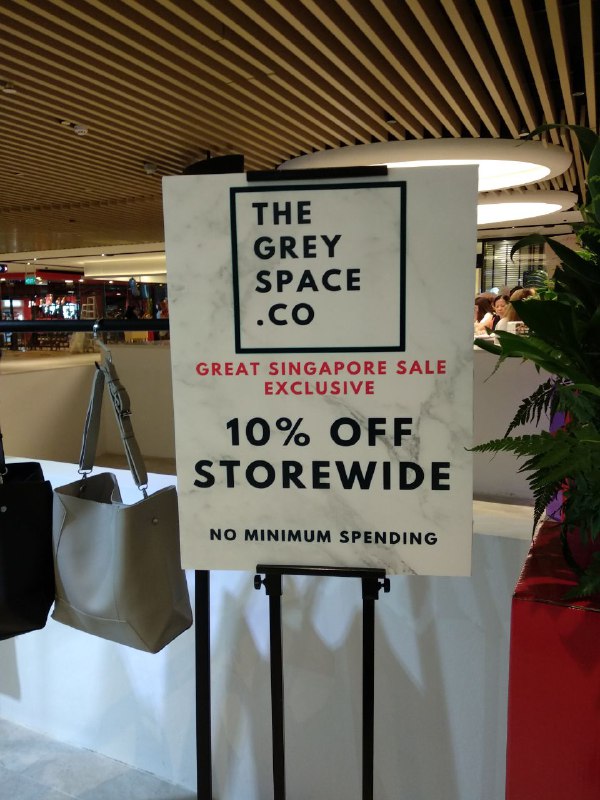 THE
GREY
SPACE
.CO
GREAT SINGAPORE SALE
EXCLUSIVE
10% OFF
STOREWIDE
NO MINIMUM SPENDING